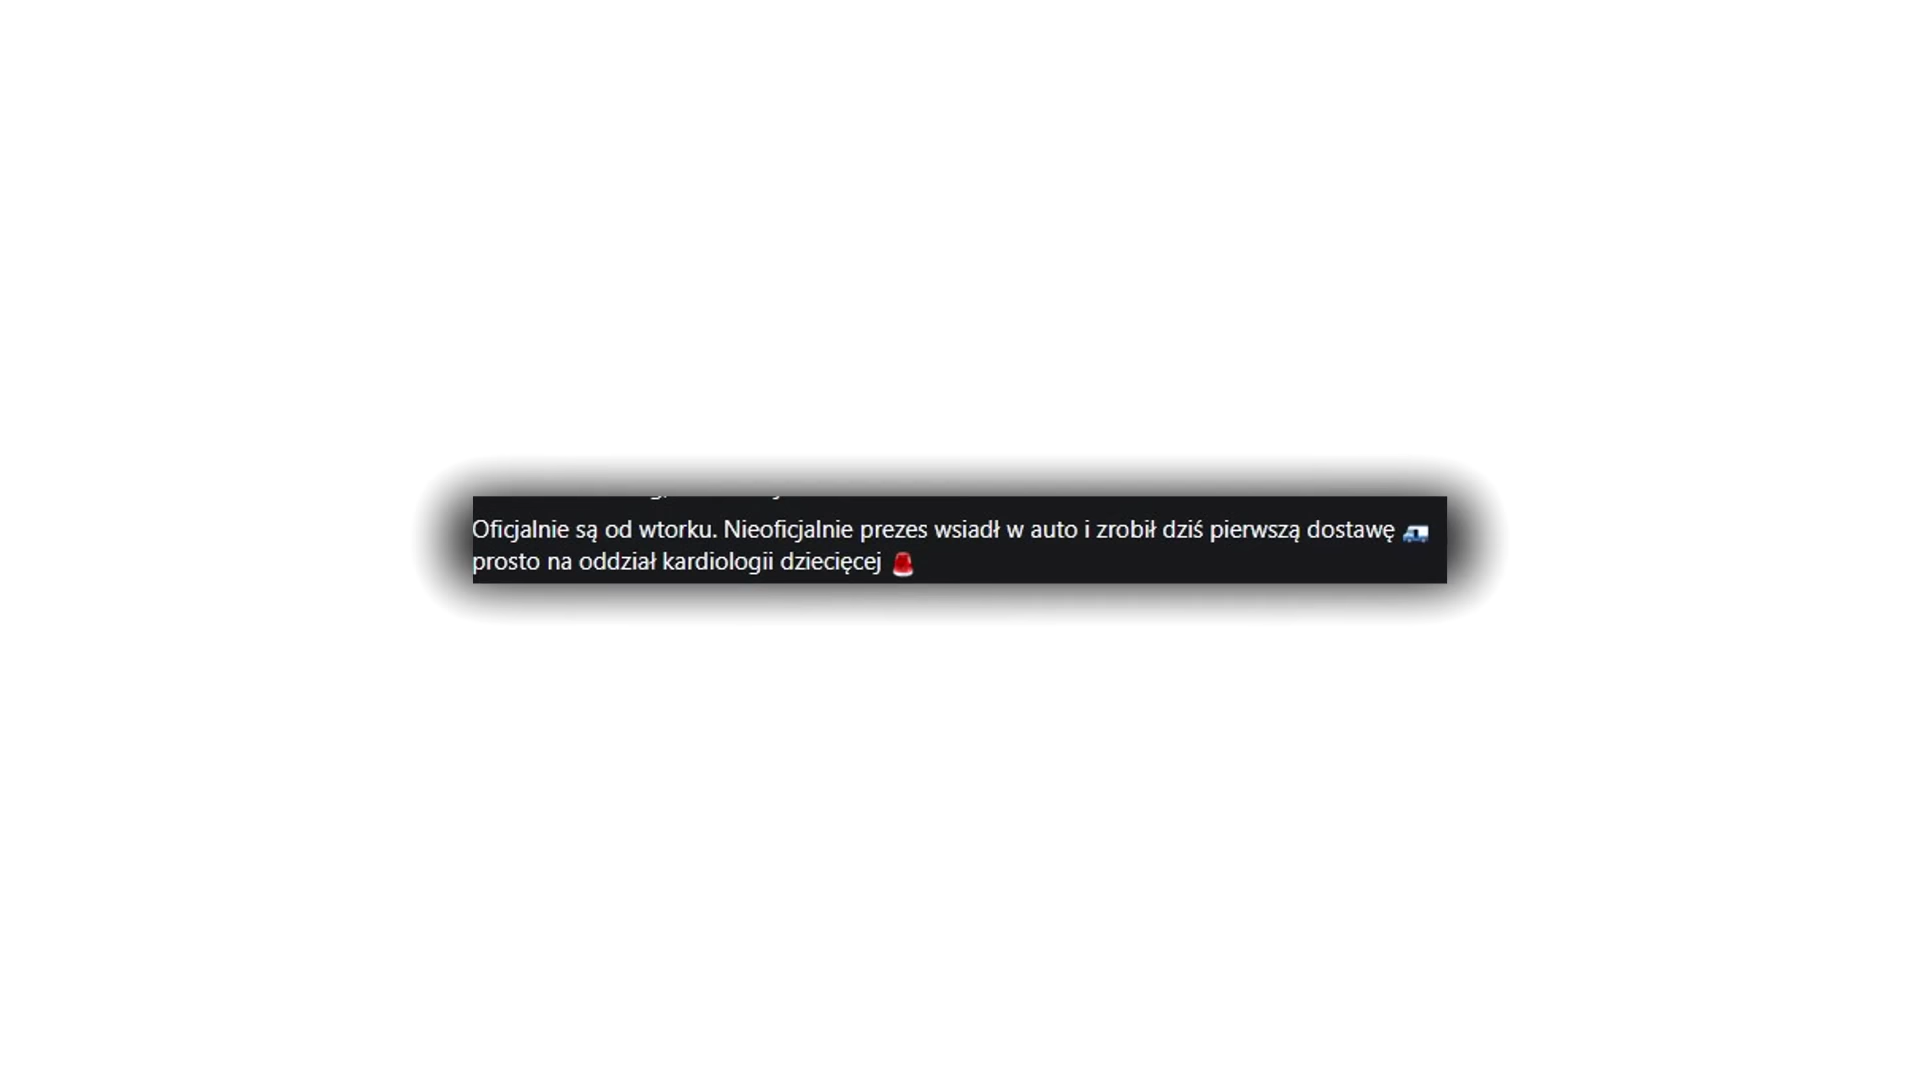 Oficjalnie są od wtorku. Nieoficjalnie prezes wsiadł w auto i zrobił dziś pierwszą dostawę 🚐
prosto na oddział kardiologii dziecięcej 🚨